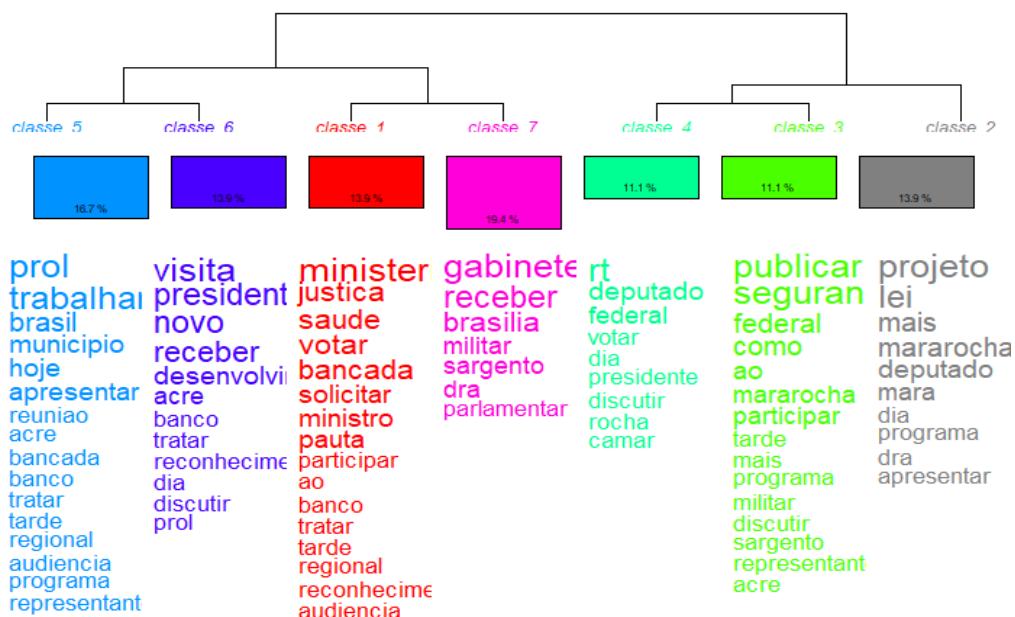 classe 5
classe 6
classe 1
classe 7
classe 4
classe 3
classe 2
16.7 %
13.9 %
13.9 %
19.4 %
11.1 %
11.1 %
13.9 %
prol
trabalhar
brasil
municipio
hoje
apresentar
reuniao
acre
bancada
banco
tratar
tarde
regional
audiencia
programa
representant
visita
president
novo
receber
desenvolvi
acre
banco
tratar
reconhecime
dia
discutir
prol
minister
justica
saude
votar
bancada
solicitar
ministro
pauta
participar
ao
banco
tratar
tarde
regional
reconhecime
audiencia
gabinete
receber
brasilia
militar
sargento
dra
parlamentar
rt
deputado
federal
votar
dia
presidente
discutir
rocha
camar
publicar
seguran
federal
como
ao
mararocha
participar
tarde
mais
programa
militar
discutir
sargento
representant
acre
projeto
lei
mais
mararocha
deputado
mara
dia
programa
dra
apresentar